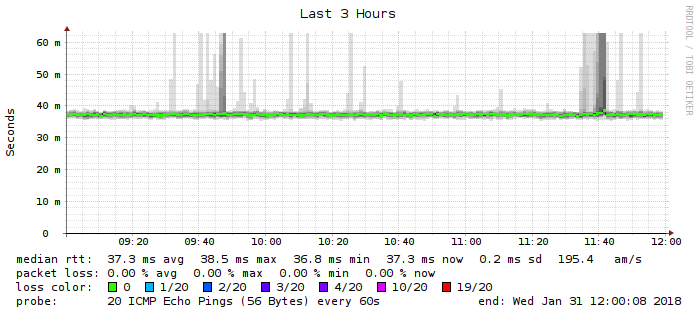 Last 3 Hours
RRDTOOL / TOBI OETIKER
Seconds
60 m
50 m
40 m
30 m
20 m
10 m
0
09:20 09:40 10:00 10:20 10:40 11:00 11:20 11:40 12:00
median rtt: 37.3 ms avg 38.5 ms max 36.8 ms min 37.3 ms now 0.2 ms sd 195.4 am/s
packet loss: 0.00 % avg 0.00 % max 0.00 % min 0.00 % now
loss color: 0 1/20 2/20 3/20 4/20 10/20 19/20
probe: 20 ICMP Echo Pings (56 Bytes) every 60s end: Wed Jan 31 12:00:08 2018